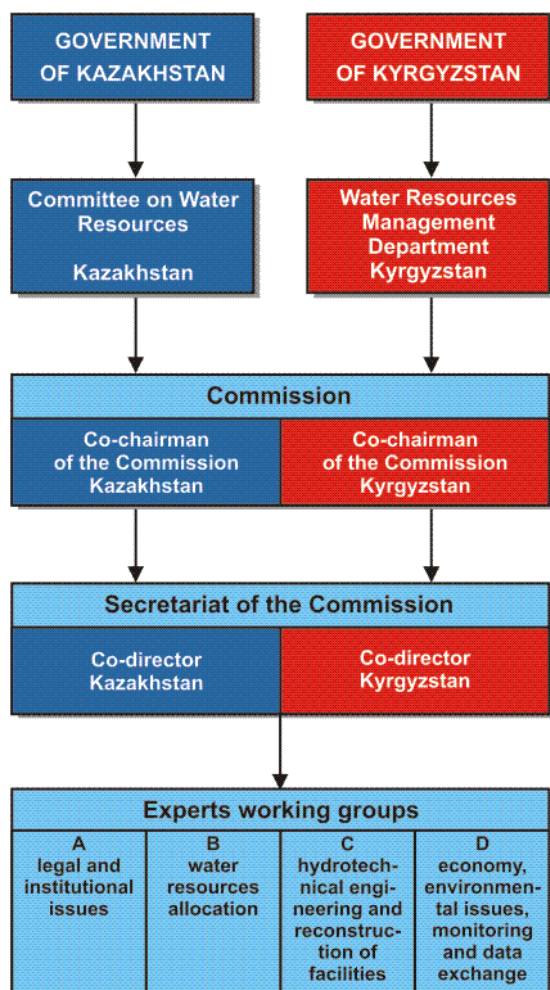 GOVERNMENT
OF KAZAKHSTAN
GOVERNMENT
OF KYRGYZSTAN
Committee on Water
Resources
Kazakhstan
Water Resources
Management
Department
Kyrgyzstan
Commission
Co-chairman
of the Commission
Kazakhstan
Co-chairman
of the Commission
Kyrgyzstan
Secretariat of the Commission
Co-director
Kazakhstan
Co-director
Kyrgyzstan
Experts working groups
A
legal and
institutional
issues
B
water
resources
allocation
C
hydrotech-
nical engi-
neering and
reconstruc-
tion of
facilities
D
economy,
environmen-
tal issues,
monitoring
and data
exchange